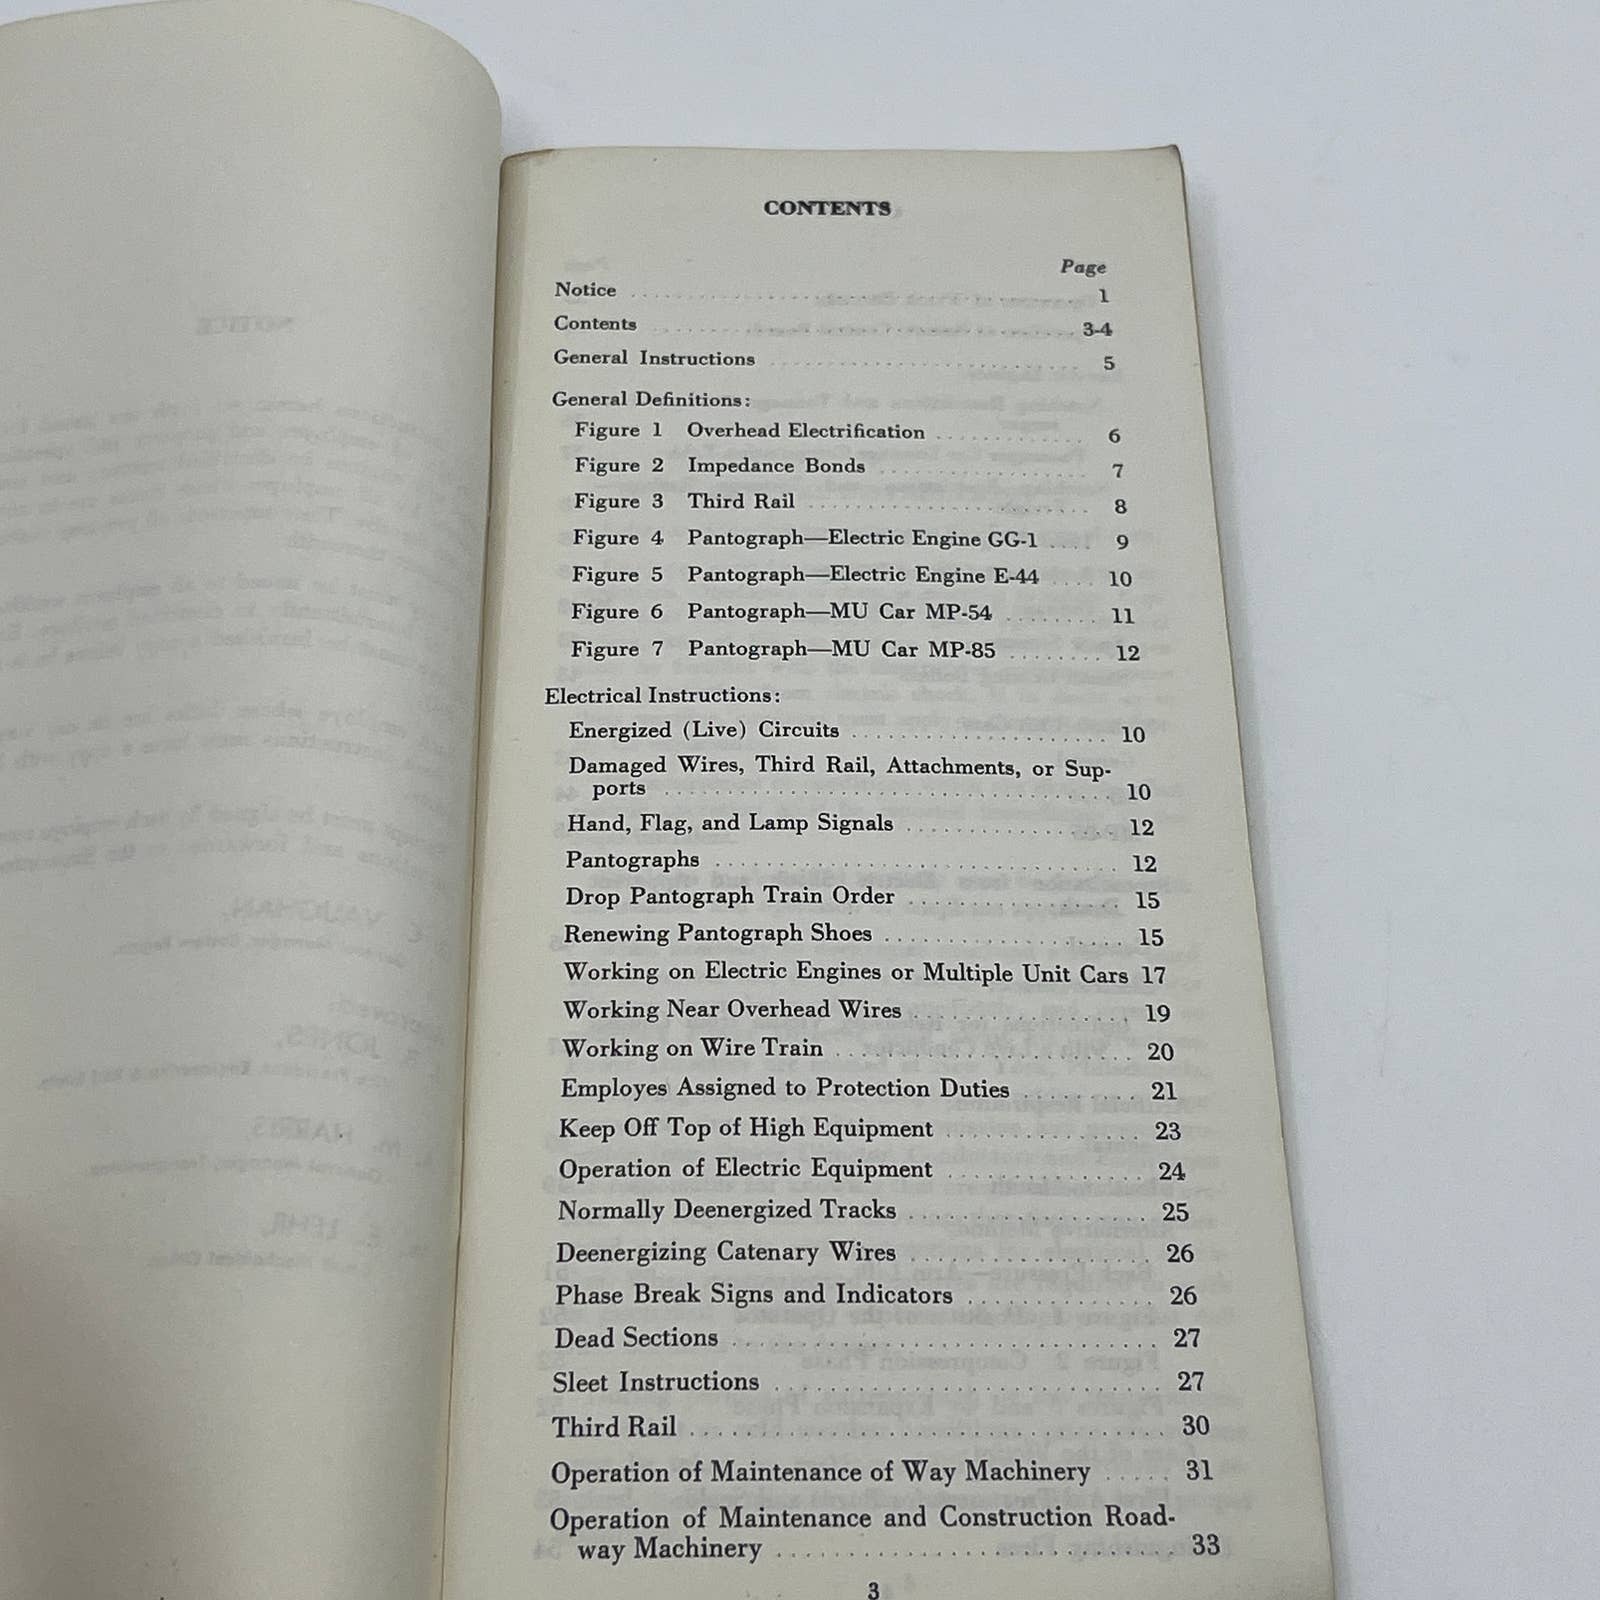 CONTENTS
Page
Notice 1
Contents 3-4
General Instructions 5
General Definitions:
Figure 1 Overhead Electrification 6
Figure 2 Impedance Bonds 7
Figure 3 Third Rail 8
Figure 4 Pantograph—Electric Engine GG-1 9
Figure 5 Pantograph—Electric Engine E-44 10
Figure 6 Pantograph—MU Car MP-54 11
Figure 7 Pantograph—MU Car MP-85 12
Electrical Instructions:
Energized (Live) Circuits 10
Damaged Wires, Third Rail, Attachments, or Sup-
ports 10
Hand, Flag, and Lamp Signals 12
Pantographs 12
Drop Pantograph Train Order 15
Renewing Pantograph Shoes 15
Working on Electric Engines or Multiple Unit Cars 17
Working Near Overhead Wires 19
Working on Wire Train 20
Employes Assigned to Protection Duties 21
Keep Off Top of High Equipment 23
Operation of Electric Equipment 24
Normally Deenergized Tracks 25
Deenergizing Catenary Wires 26
Phase Break Signs and Indicators 26
Dead Sections 27
Sleet Instructions 27
Third Rail 30
Operation of Maintenance of Way Machinery 31
Operation of Maintenance and Construction Road-
way Machinery 33
3